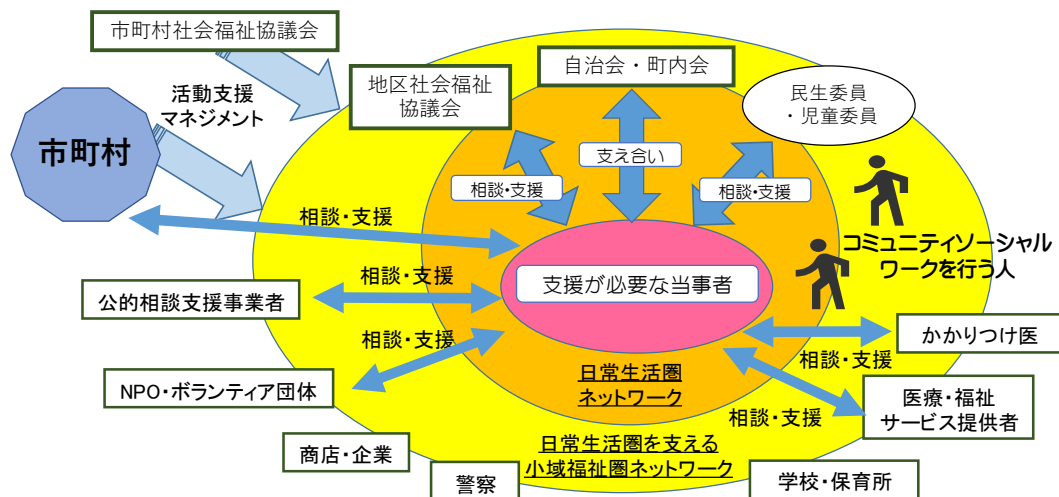 市町村社会福祉協議会
自治会・町内会
地区社会福祉
協議会
民生委員
・児童委員
活動支援
マネジメント
市町村
支え合い
相談・支援
相談・支援
相談・支援
コミュニティソーシャル
ワークを行う人
相談・支援
支援が必要な当事者
公的相談支援事業者
相談・支援
かかりつけ医
相談・支援
日常生活圏
ネットワーク
NPO・ボランティア団体
医療・福祉
サービス提供者
相談・支援
日常生活圏を支える
小域福祉圏ネットワーク
商店・企業
警察
学校・保育所